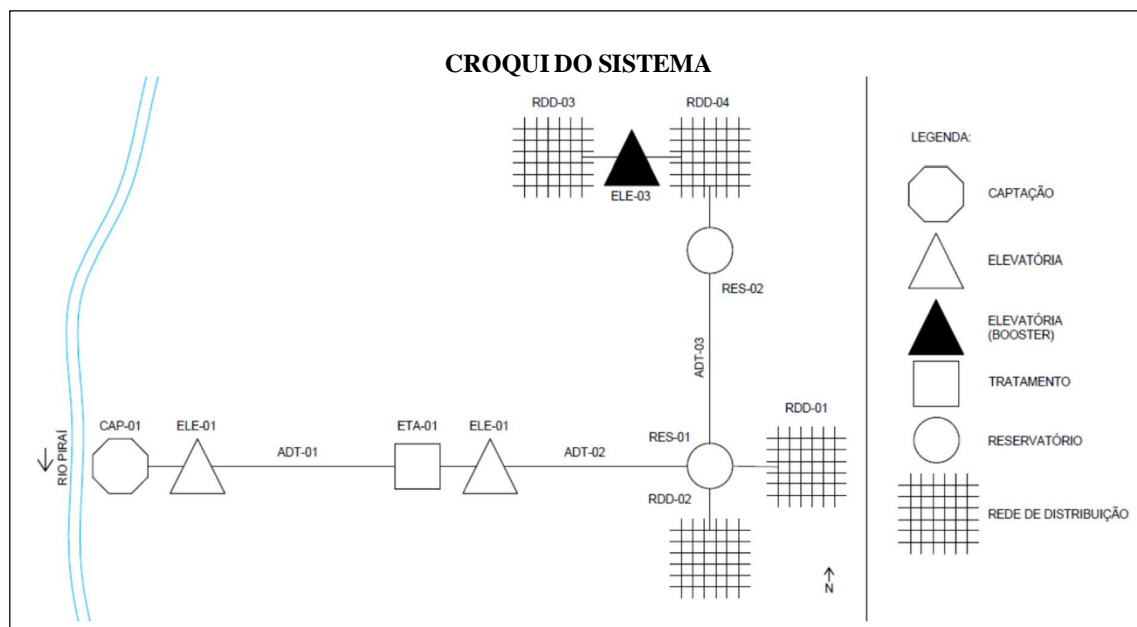 CROQUI DO SISTEMA
RDD-03
RDD-04
ELE-03
RES-02
ADT-03
RDD-01
CAP-01
ELE-01
ETA-01
ELE-01
RES-01
ADT-01
ADT-02
RIO PIRAÍ
RDD-02
N
LEGENDA:
CAPTAÇÃO
ELEVATÓRIA
ELEVATÓRIA
(BOOSTER)
TRATAMENTO
RESERVATÓRIO
REDE DE DISTRIBUIÇÃO